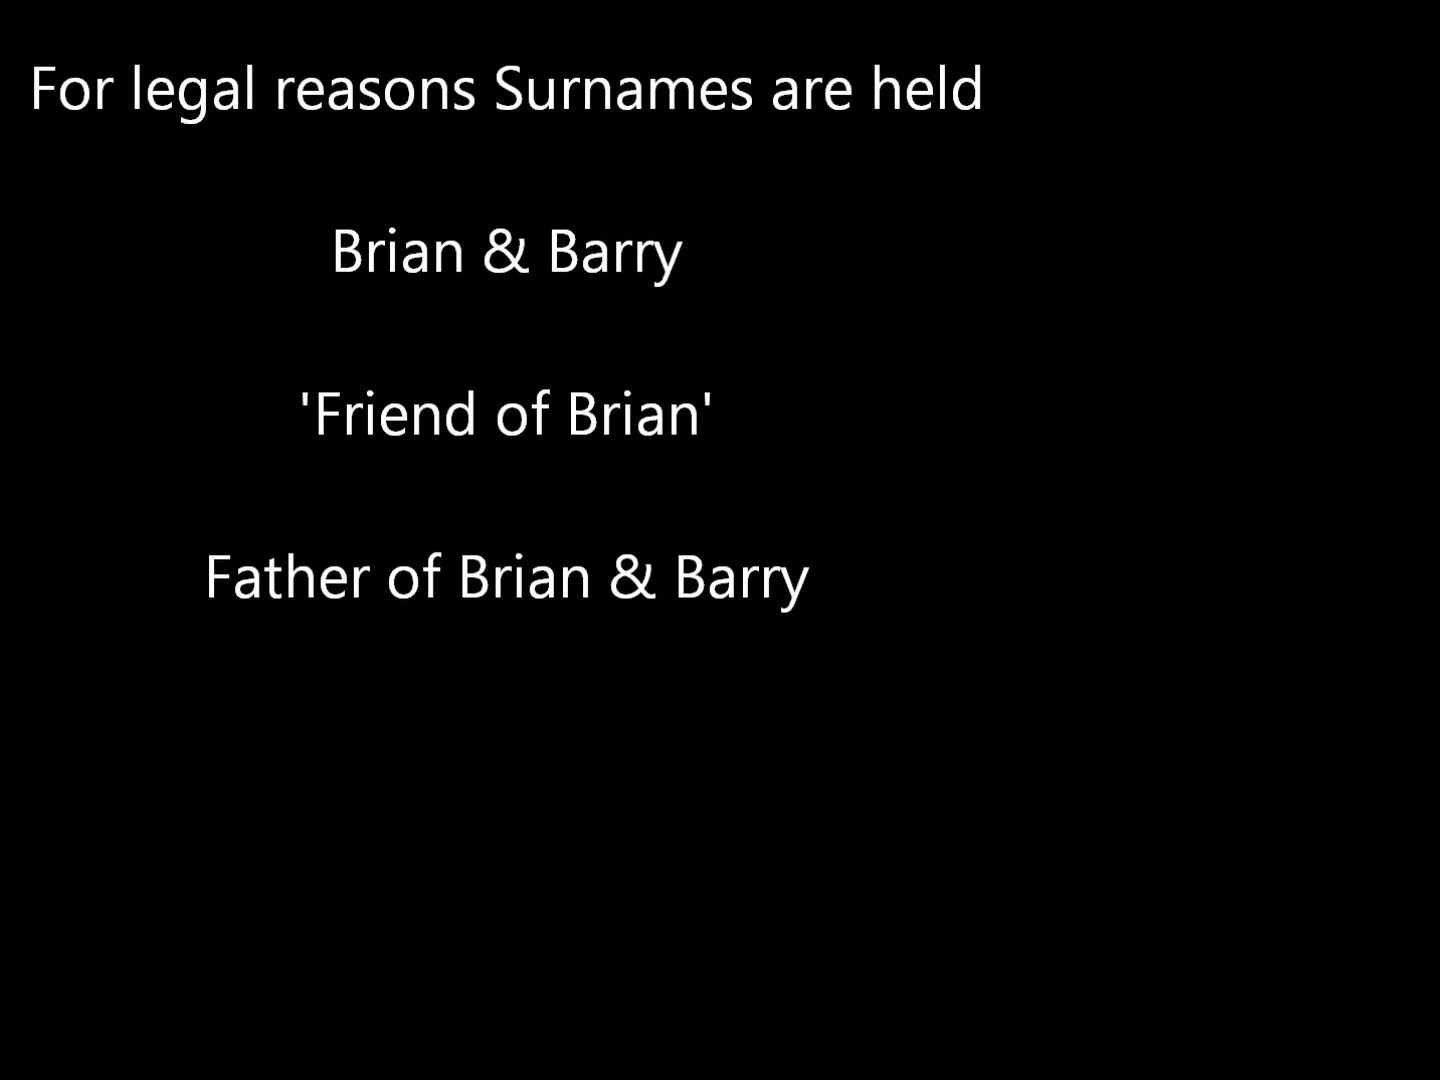 For legal reasons Surnames are held
Brian & Barry
'Friend of Brian'
Father of Brian & Barry